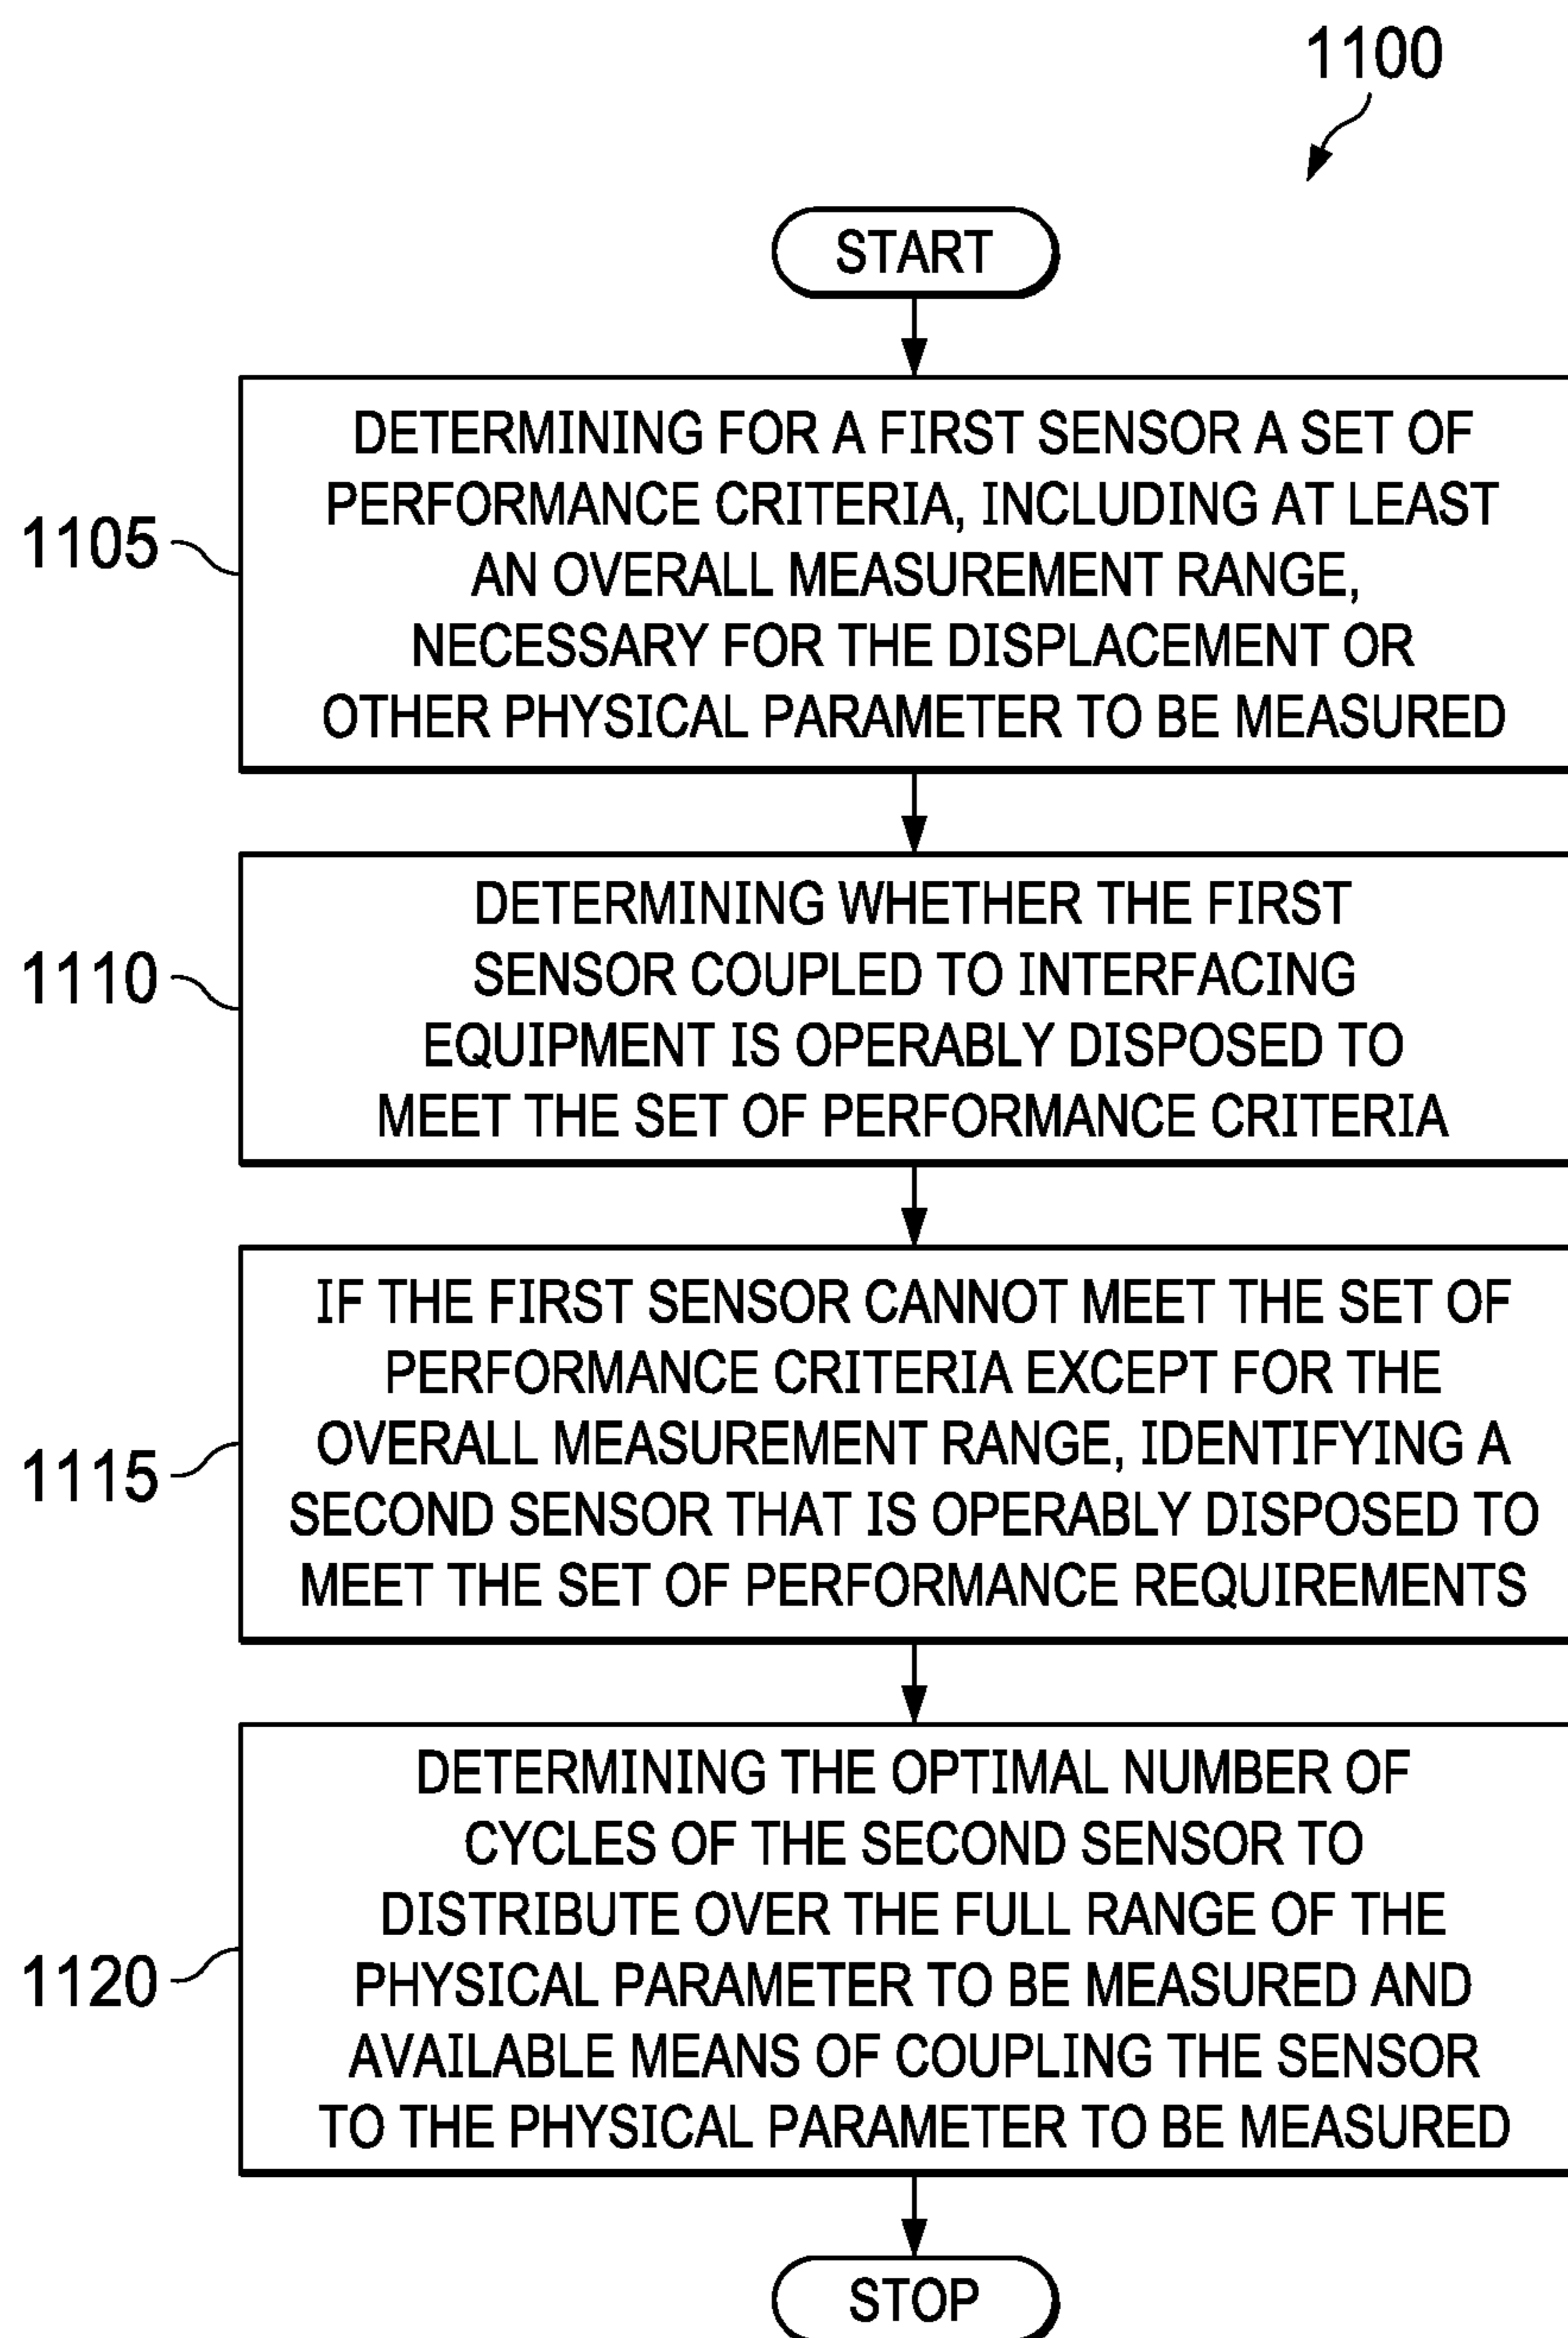 1100
START
1105
DETERMINING FOR A FIRST SENSOR A SET OF
PERFORMANCE CRITERIA, INCLUDING AT LEAST
AN OVERALL MEASUREMENT RANGE,
NECESSARY FOR THE DISPLACEMENT OR
OTHER PHYSICAL PARAMETER TO BE MEASURED
1110
DETERMINING WHETHER THE FIRST
SENSOR COUPLED TO INTERFACING
EQUIPMENT IS OPERABLY DISPOSED TO
MEET THE SET OF PERFORMANCE CRITERIA
1115
IF THE FIRST SENSOR CANNOT MEET THE SET OF
PERFORMANCE CRITERIA EXCEPT FOR THE
OVERALL MEASUREMENT RANGE, IDENTIFYING A
SECOND SENSOR THAT IS OPERABLY DISPOSED TO
MEET THE SET OF PERFORMANCE REQUIREMENTS
1120
DETERMINING THE OPTIMAL NUMBER OF
CYCLES OF THE SECOND SENSOR TO
DISTRIBUTE OVER THE FULL RANGE OF THE
PHYSICAL PARAMETER TO BE MEASURED AND
AVAILABLE MEANS OF COUPLING THE SENSOR
TO THE PHYSICAL PARAMETER TO BE MEASURED
STOP